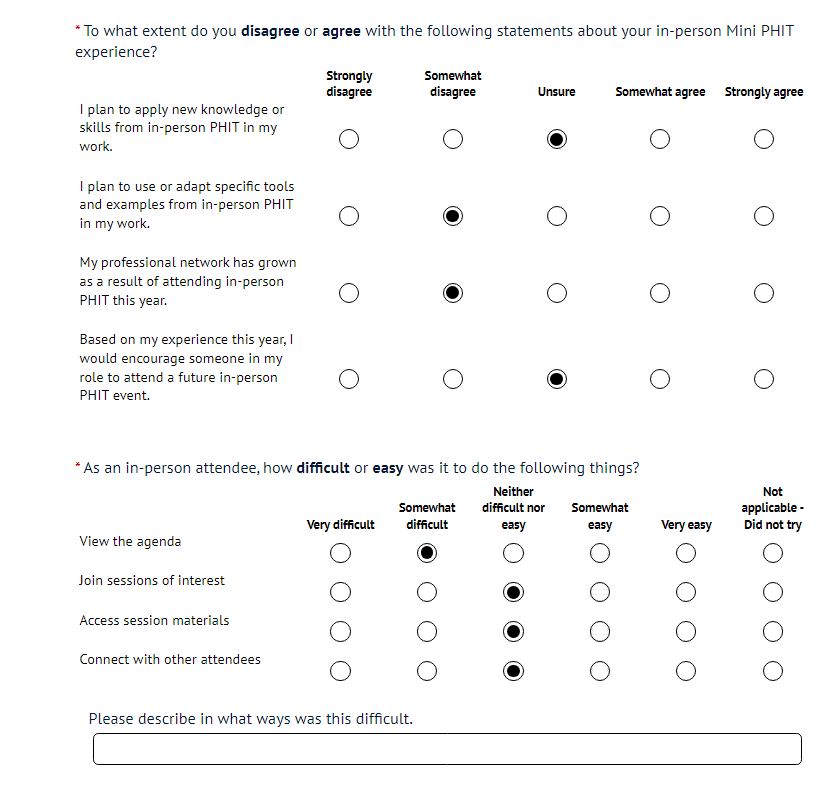 * To what extent do you disagree or agree with the following statements about your in-person Mini PHIT
experience?
Strongly disagree
Somewhat disagree
Unsure
Somewhat agree
Strongly agree
I plan to apply new knowledge or
skills from in-person PHIT in my
work.
I plan to use or adapt specific tools
and examples from in-person PHIT
in my work.
My professional network has grown
as a result of attending in-person
PHIT this year.
Based on my experience this year, I
would encourage someone in my
role to attend a future in-person
PHIT event.
* As an in-person attendee, how difficult or easy was it to do the following things?
Very difficult
Somewhat difficult
Neither difficult nor easy
Somewhat easy
Very easy
Not applicable - Did not try
View the agenda
Join sessions of interest
Access session materials
Connect with other attendees
Please describe in what ways was this difficult.